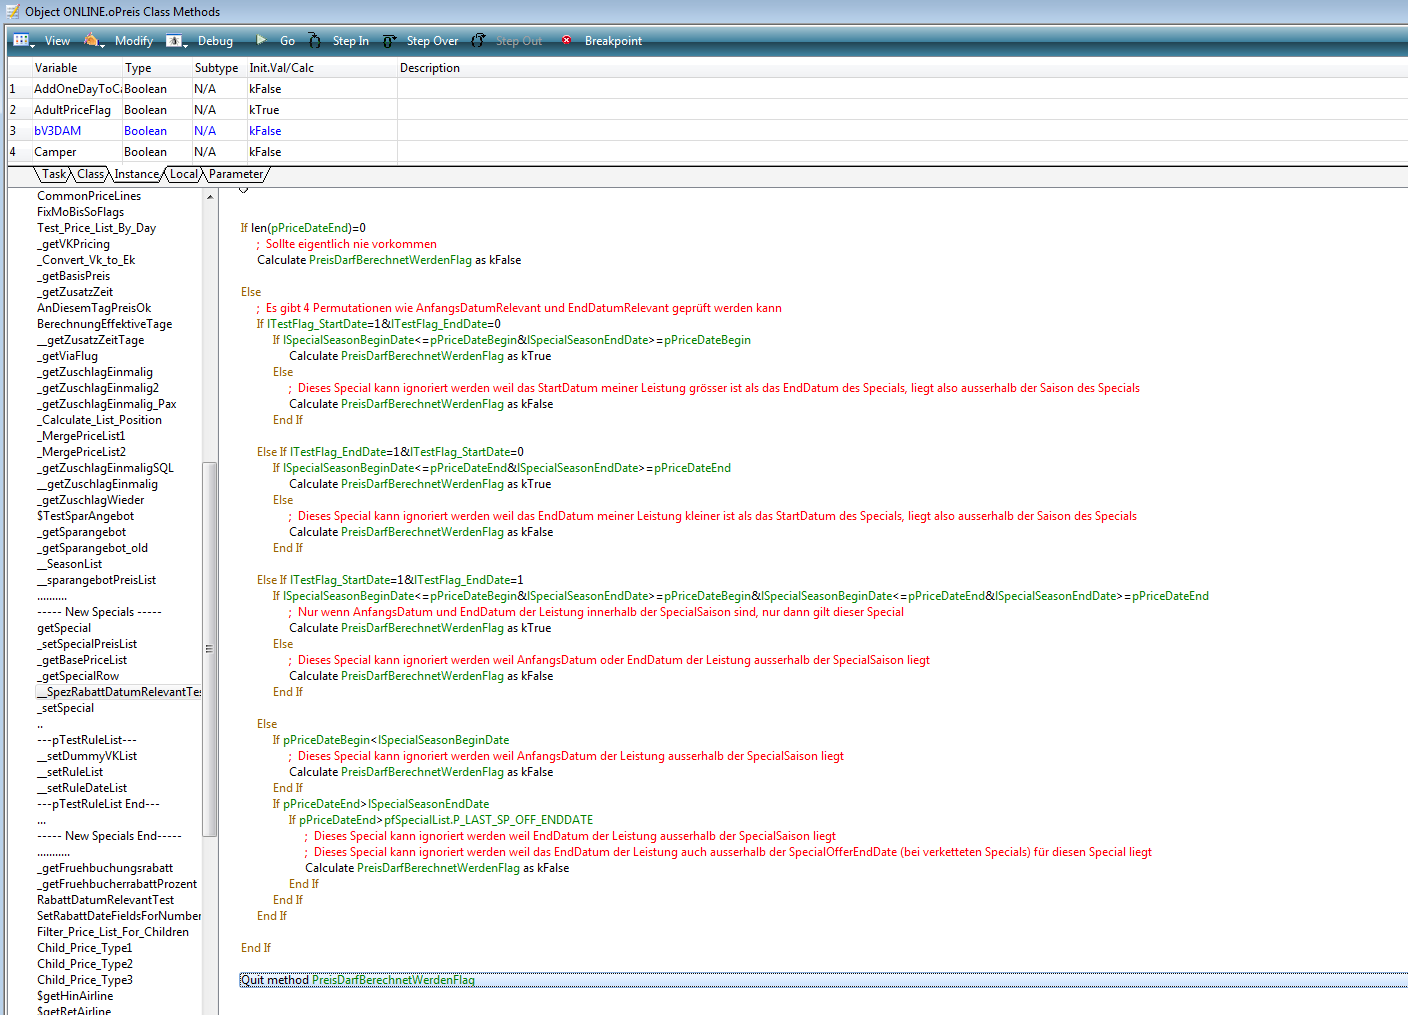 Object ONLINE.oPreis Class Methods
View Modify Debug Go Step In Step Over Step Out Breakpoint
Variable Type Subtype Init.Val/Calc Description
1 AddOneDayToCa Boolean N/A kFalse
2 AdultPriceFlag Boolean N/A kTrue
3 bV3DAM Boolean N/A kFalse
4 Camper Boolean N/A kFalse
Task Class Instance Local Parameter
CommonPriceLines
FixMoBisSoFlags
Test_Price_List_By_Day
_getVKPricing
_Convert_Vk_to_Ek
_getBasisPreis
_getZusatzZeit
AnDiesemTagPreisOk
BerechnungEffektiveTage
__getZusatzZeitTage
_getViaFlug
_getZuschlagEinmalig
_getZuschlagEinmalig2
_getZuschlagEinmalig_Pax
_Calculate_List_Position
_MergePriceList1
_MergePriceList2
_getZuschlagEinmaligSQL
__getZuschlagEinmalig
_getZuschlagWieder
$TestSparAngebot
_getSparangebot
_getSparangebot_old
__SeasonList
__sparangebotPreisList
..........
----- New Specials -----
getSpecial
_setSpecialPreisList
_getBasePriceList
_getSpecialRow
__SpezRabattDatumRelevantTes
_setSpecial
..
---pTestRuleList---
__setDummyVKList
__setRuleList
__setRuleDateList
---pTestRuleList End---
...
----- New Specials End-----
...........
_getFruehbuchungsrabatt
_getFruehbucherrabattProzent
RabattDatumRelevantTest
SetRabattDateFieldsForNumber
Filter_Price_List_For_Children
Child_Price_Type1
Child_Price_Type2
Child_Price_Type3
$getHinAirline
$getRetAirline
If len(pPriceDateEnd)=0
; Sollte eigentlich nie vorkommen
Calculate PreisDarfBerechnetWerdenFlag as kFalse
Else
; Es gibt 4 Permutationen wie AnfangsDatumRelevant und EndDatumRelevant geprüft werden kann
If lTestFlag_StartDate=1&lTestFlag_EndDate=0
If lSpecialSeasonBeginDate<=pPriceDateBegin&lSpecialSeasonEndDate>=pPriceDateBegin
Calculate PreisDarfBerechnetWerdenFlag as kTrue
Else
; Dieses Special kann ignoriert werden weil das StartDatum meiner Leistung grösser ist als das EndDatum des Specials, liegt also ausserhalb der Saison des Specials
Calculate PreisDarfBerechnetWerdenFlag as kFalse
End If
Else If lTestFlag_EndDate=1&lTestFlag_StartDate=0
If lSpecialSeasonBeginDate<=pPriceDateEnd&lSpecialSeasonEndDate>=pPriceDateEnd
Calculate PreisDarfBerechnetWerdenFlag as kTrue
Else
; Dieses Special kann ignoriert werden weil das EndDatum meiner Leistung kleiner ist als das StartDatum des Specials, liegt also ausserhalb der Saison des Specials
Calculate PreisDarfBerechnetWerdenFlag as kFalse
End If
Else If lTestFlag_StartDate=1&lTestFlag_EndDate=1
If lSpecialSeasonBeginDate<=pPriceDateBegin&lSpecialSeasonEndDate>=pPriceDateBegin&lSpecialSeasonBeginDate<=pPriceDateEnd&lSpecialSeasonEndDate>=pPriceDateEnd
; Nur wenn AnfangsDatum und EndDatum der Leistung innerhalb der SpecialSaison sind, nur dann gilt dieser Special
Calculate PreisDarfBerechnetWerdenFlag as kTrue
Else
; Dieses Special kann ignoriert werden weil AnfangsDatum oder EndDatum der Leistung ausserhalb der SpecialSaison liegt
Calculate PreisDarfBerechnetWerdenFlag as kFalse
End If
Else
If pPriceDateBegin<lSpecialSeasonBeginDate
; Dieses Special kann ignoriert werden weil AnfangsDatum der Leistung ausserhalb der SpecialSaison liegt
Calculate PreisDarfBerechnetWerdenFlag as kFalse
End If
If pPriceDateEnd>lSpecialSeasonEndDate
If pPriceDateEnd>pfSpecialList.P_LAST_SP_OFF_ENDDATE
; Dieses Special kann ignoriert werden weil EndDatum der Leistung ausserhalb der SpecialSaison liegt
; Dieses Special kann ignoriert werden weil das EndDatum der Leistung auch ausserhalb der SpecialOfferEndDate (bei verketteten Specials) für diesen Special liegt
Calculate PreisDarfBerechnetWerdenFlag as kFalse
End If
End If
End If
End If
Quit method PreisDarfBerechnetWerdenFlag